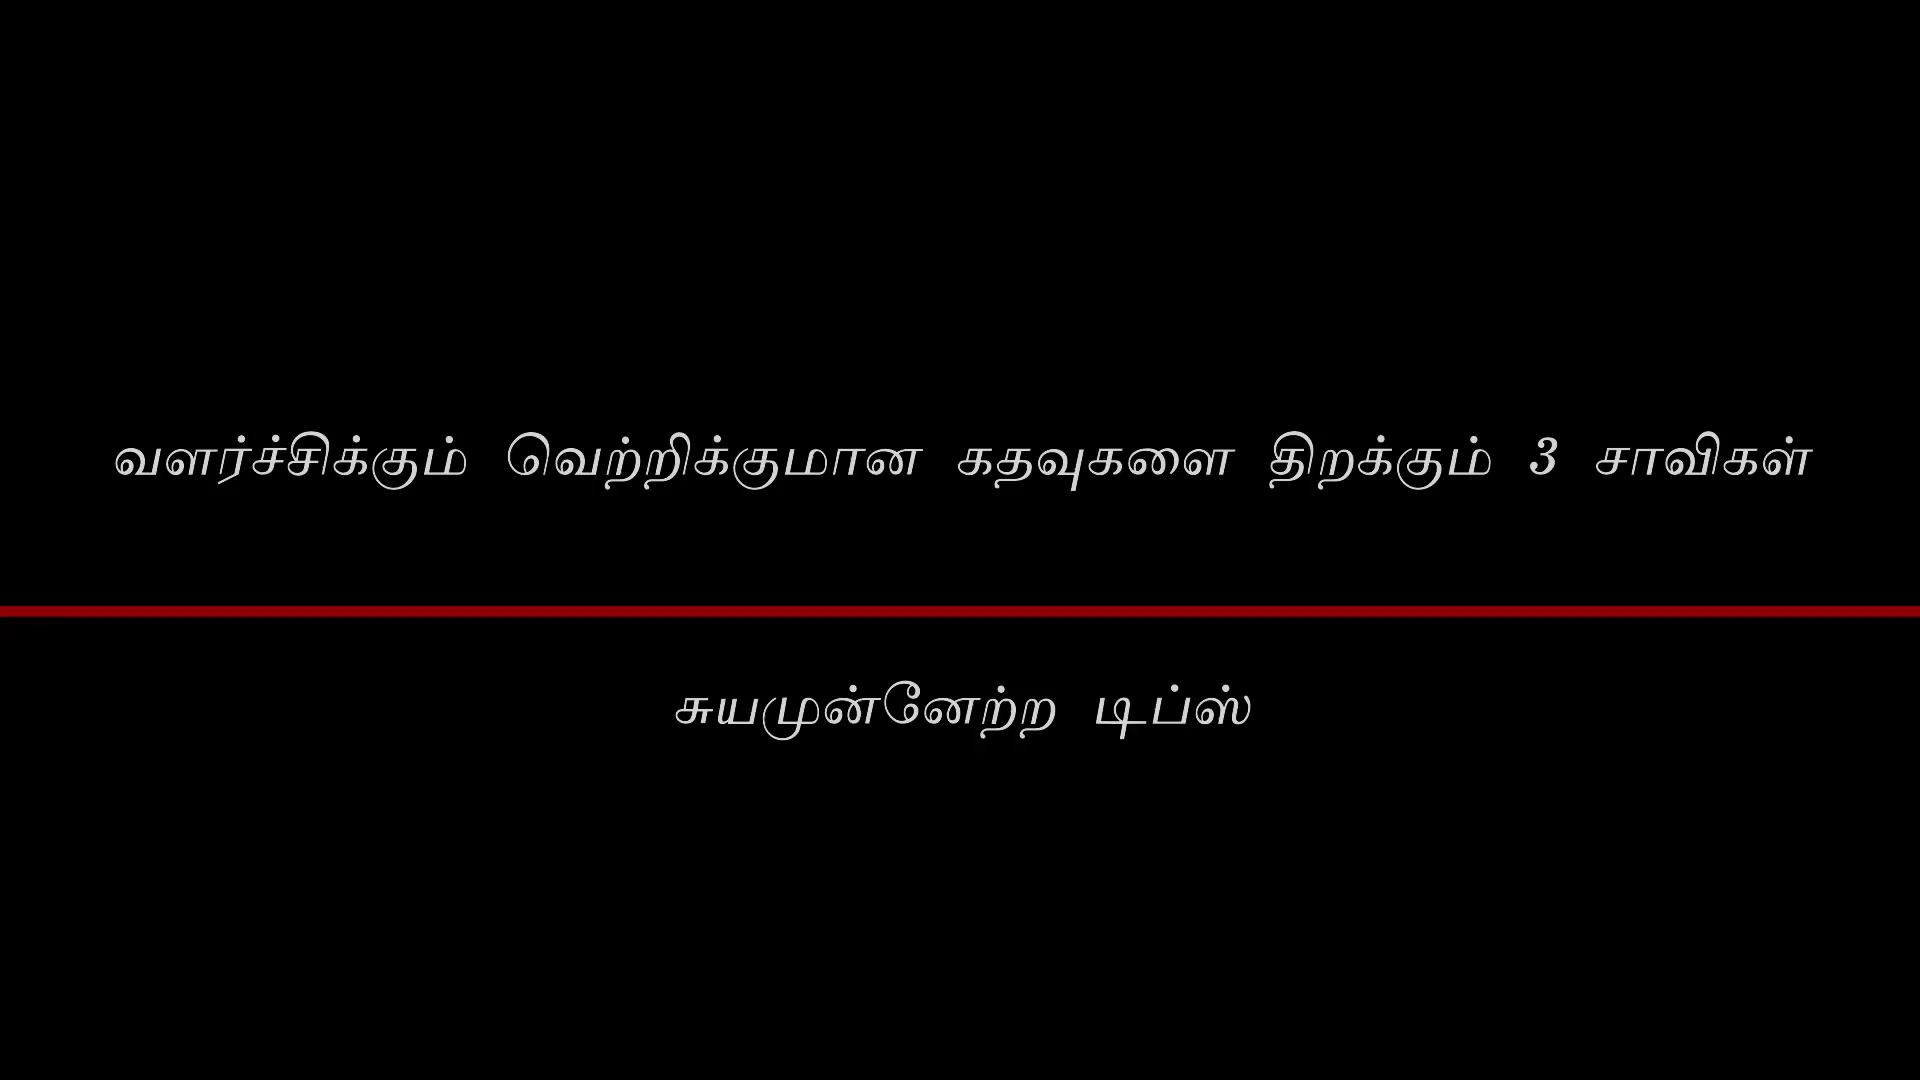 வளர்ச்சிக்கும் வெற்றிக்குமான கதவுகளை திறக்கும் 3 சாவிகள்
சுயமுன்னேற்ற டிப்ஸ்